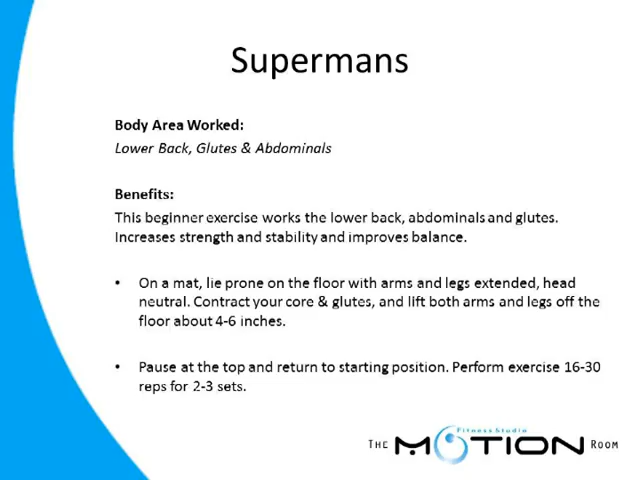 Supermans
Body Area Worked:
Lower Back, Glutes & Abdominals
Benefits:
This beginner exercise works the lower back, abdominals and glutes.
Increases strength and stability and improves balance.
• On a mat, lie prone on the floor with arms and legs extended, head
neutral. Contract your core & glutes, and lift both arms and legs off the
floor about 4-6 inches.
• Pause at the top and return to starting position. Perform exercise 16-30
reps for 2-3 sets.
Fitness Studio
THE MOTION ROOM